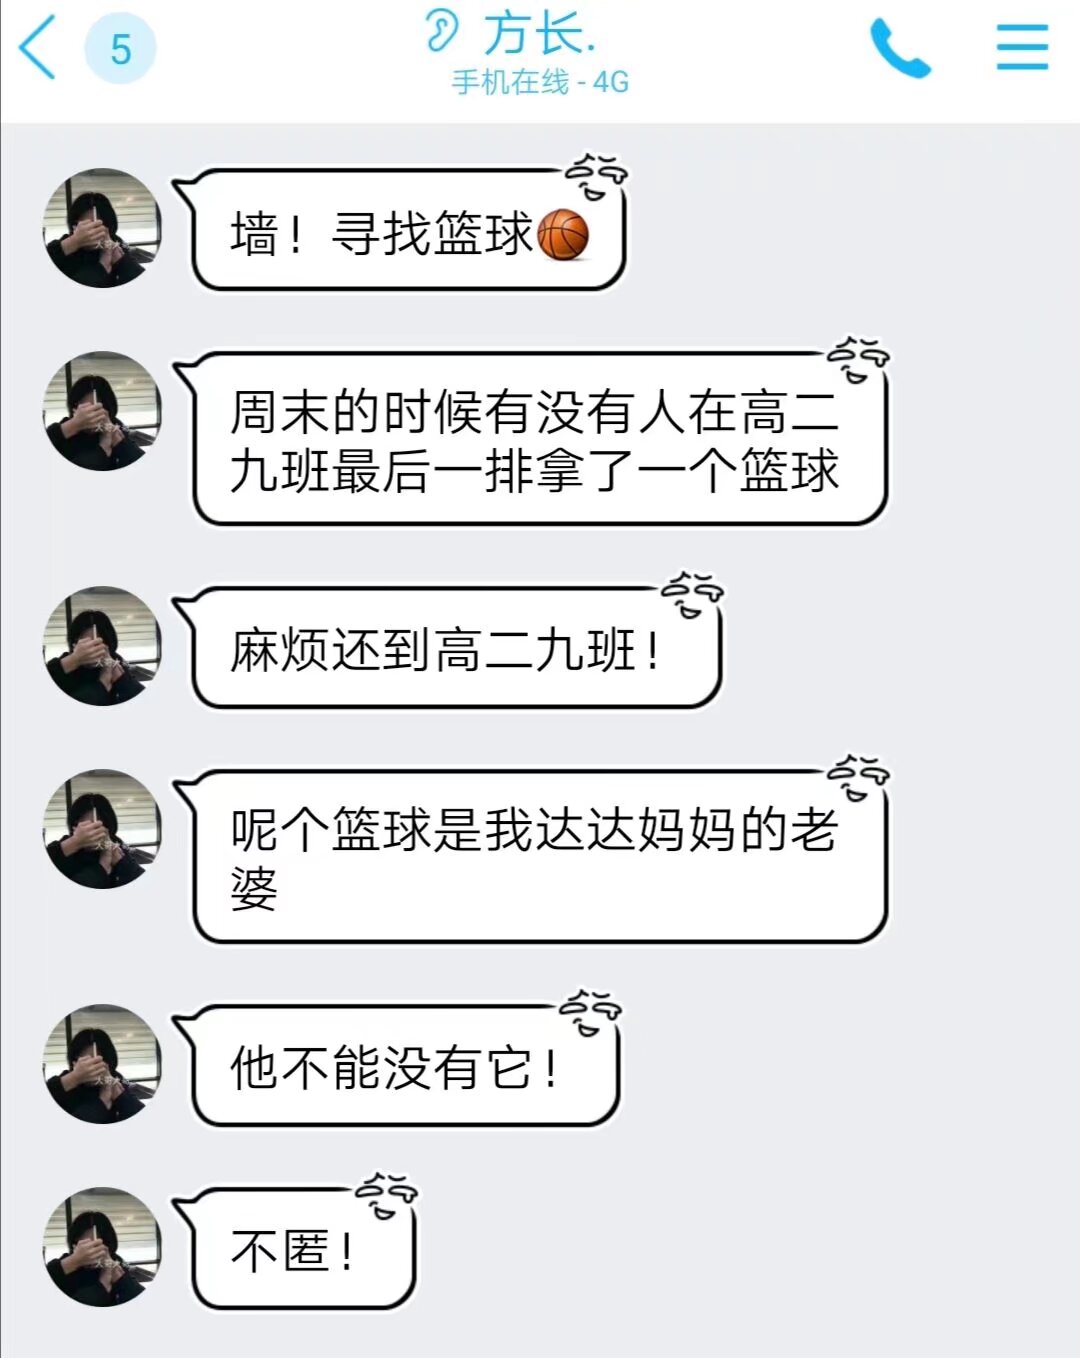 5
方长.
手机在线 - 4G
墙！寻找篮球🏀
周末的时候有没有人在高二
九班最后一排拿了一个篮球
麻烦还到高二九班！
呢个篮球是我达达妈妈的老
婆
他不能没有它！
不匿！